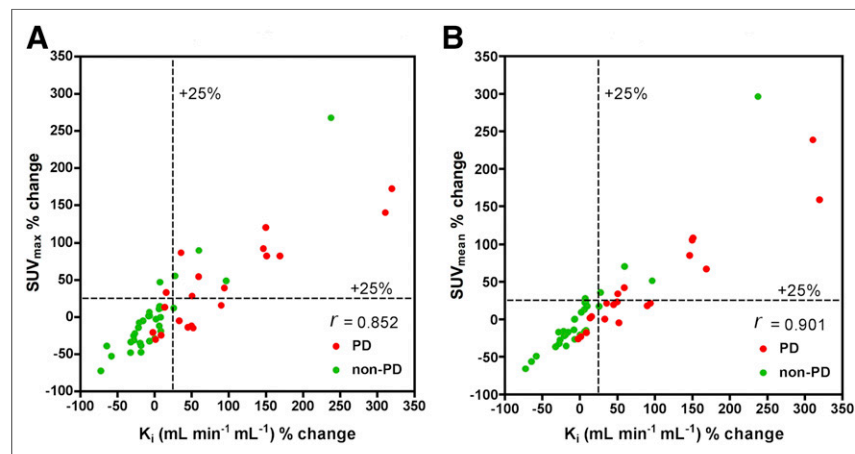 A
350
300
250
200
150
100
50
0
-50
-100
SUVmax % change
+25%
+25%
r = 0.852
PD
non-PD
-100 -50 0 50 100 150 200 250 300 350
Ki (mL min-1 mL-1) % change
B
350
300
250
200
150
100
50
0
-50
-100
SUVmean % change
+25%
+25%
r = 0.901
PD
non-PD
-100 -50 0 50 100 150 200 250 300 350
Ki (mL min-1 mL-1) % change